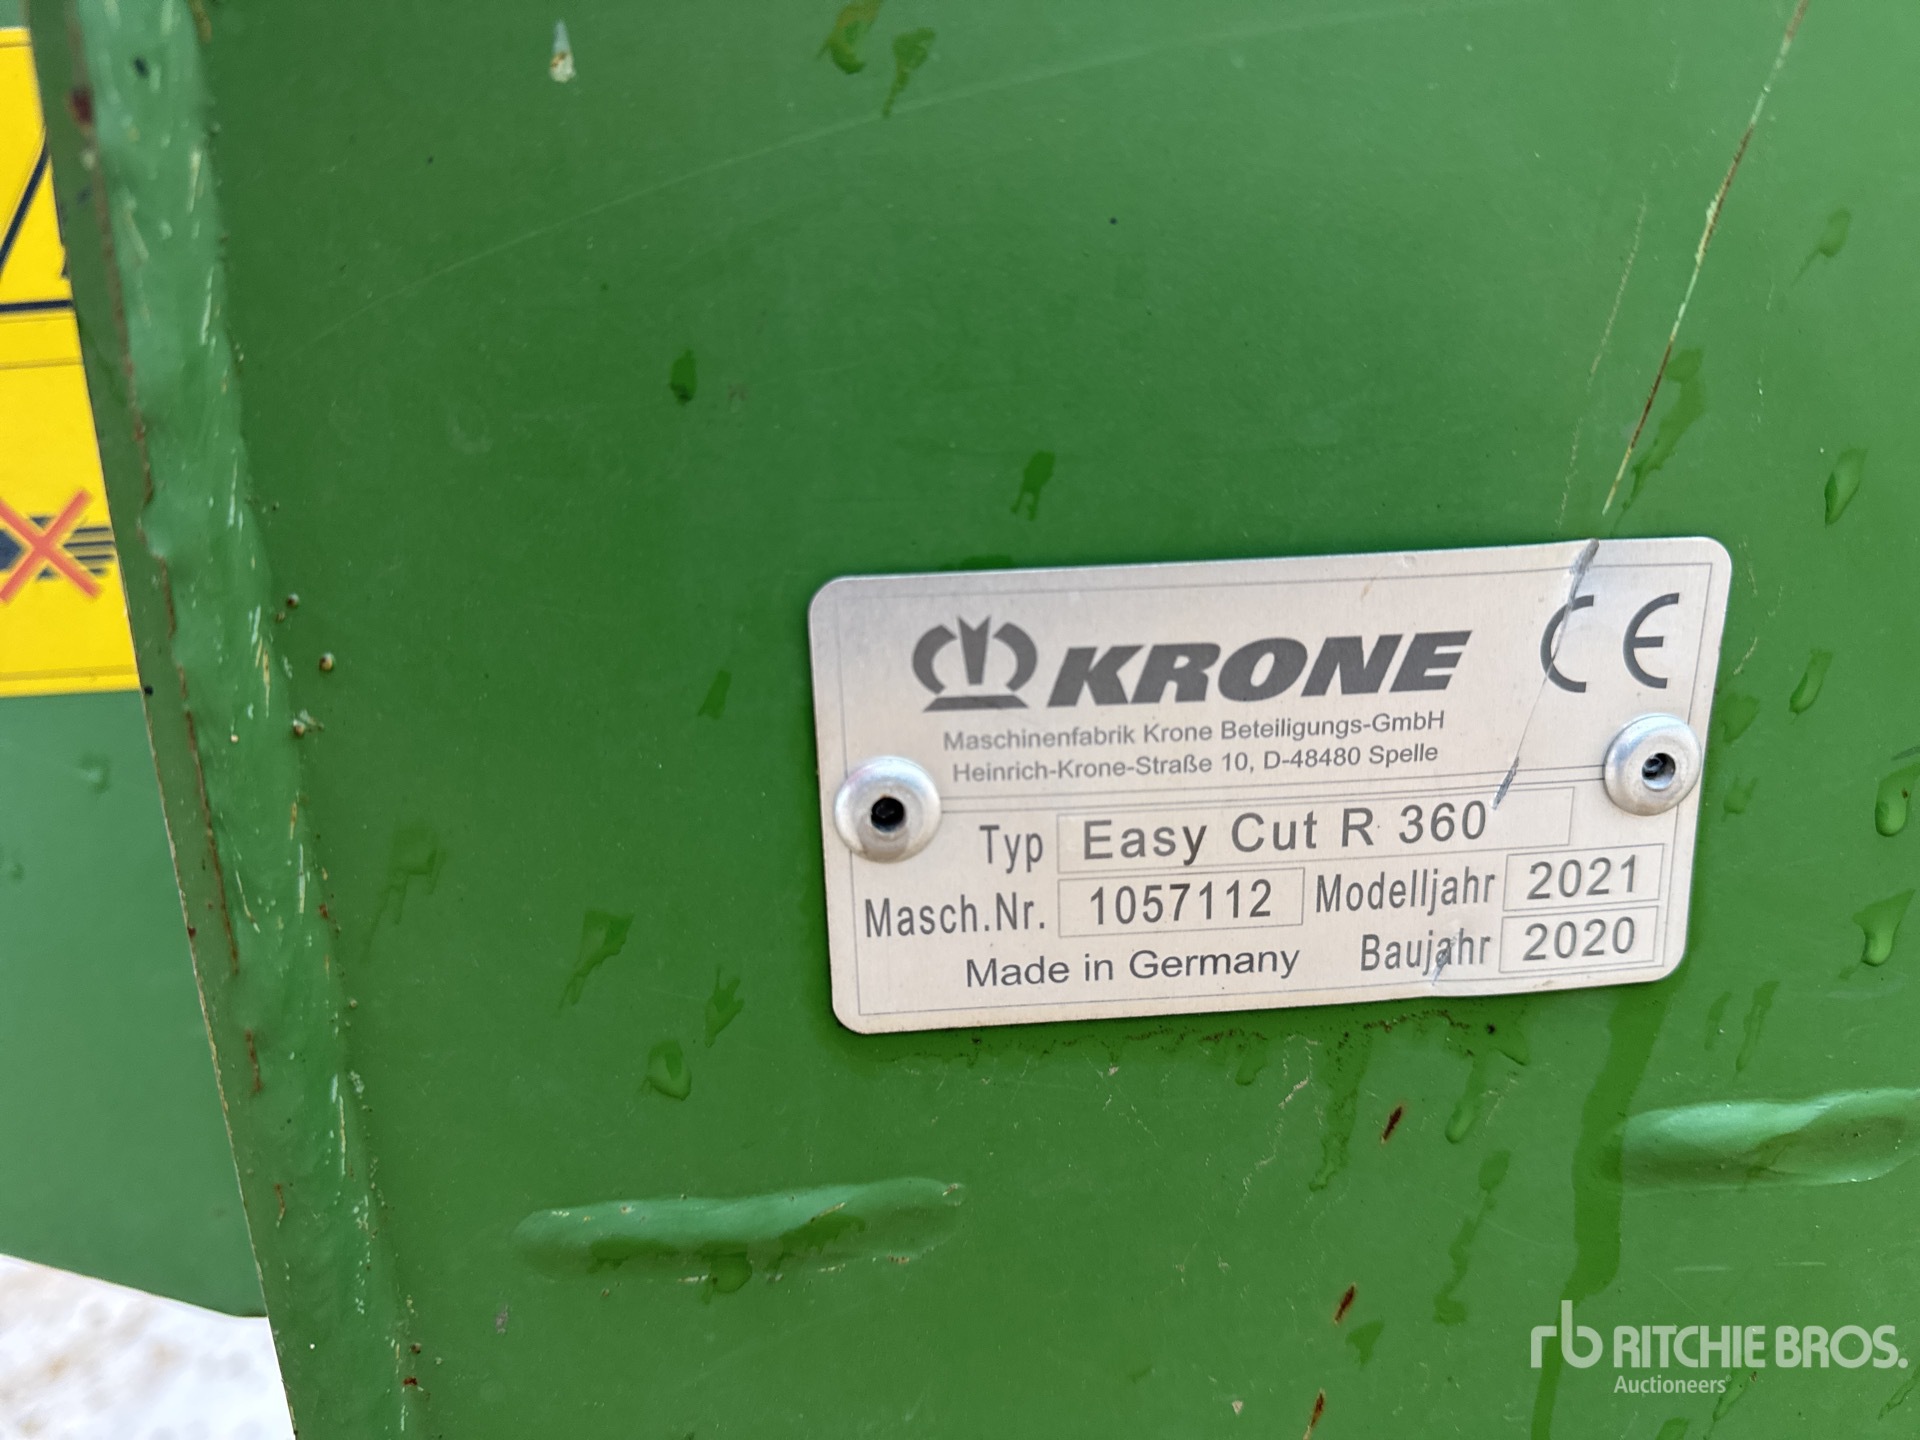 KRONE CE
Maschinenfabrik Krone Beteiligungs-GmbH
Heinrich-Krone-Straße 10, D-48480 Spelle
Typ Easy Cut R 360
Masch.Nr. 1057112 Modelljahr 2021
Made in Germany Baujahr 2020
rb RITCHIE BROS.
Auctioneers